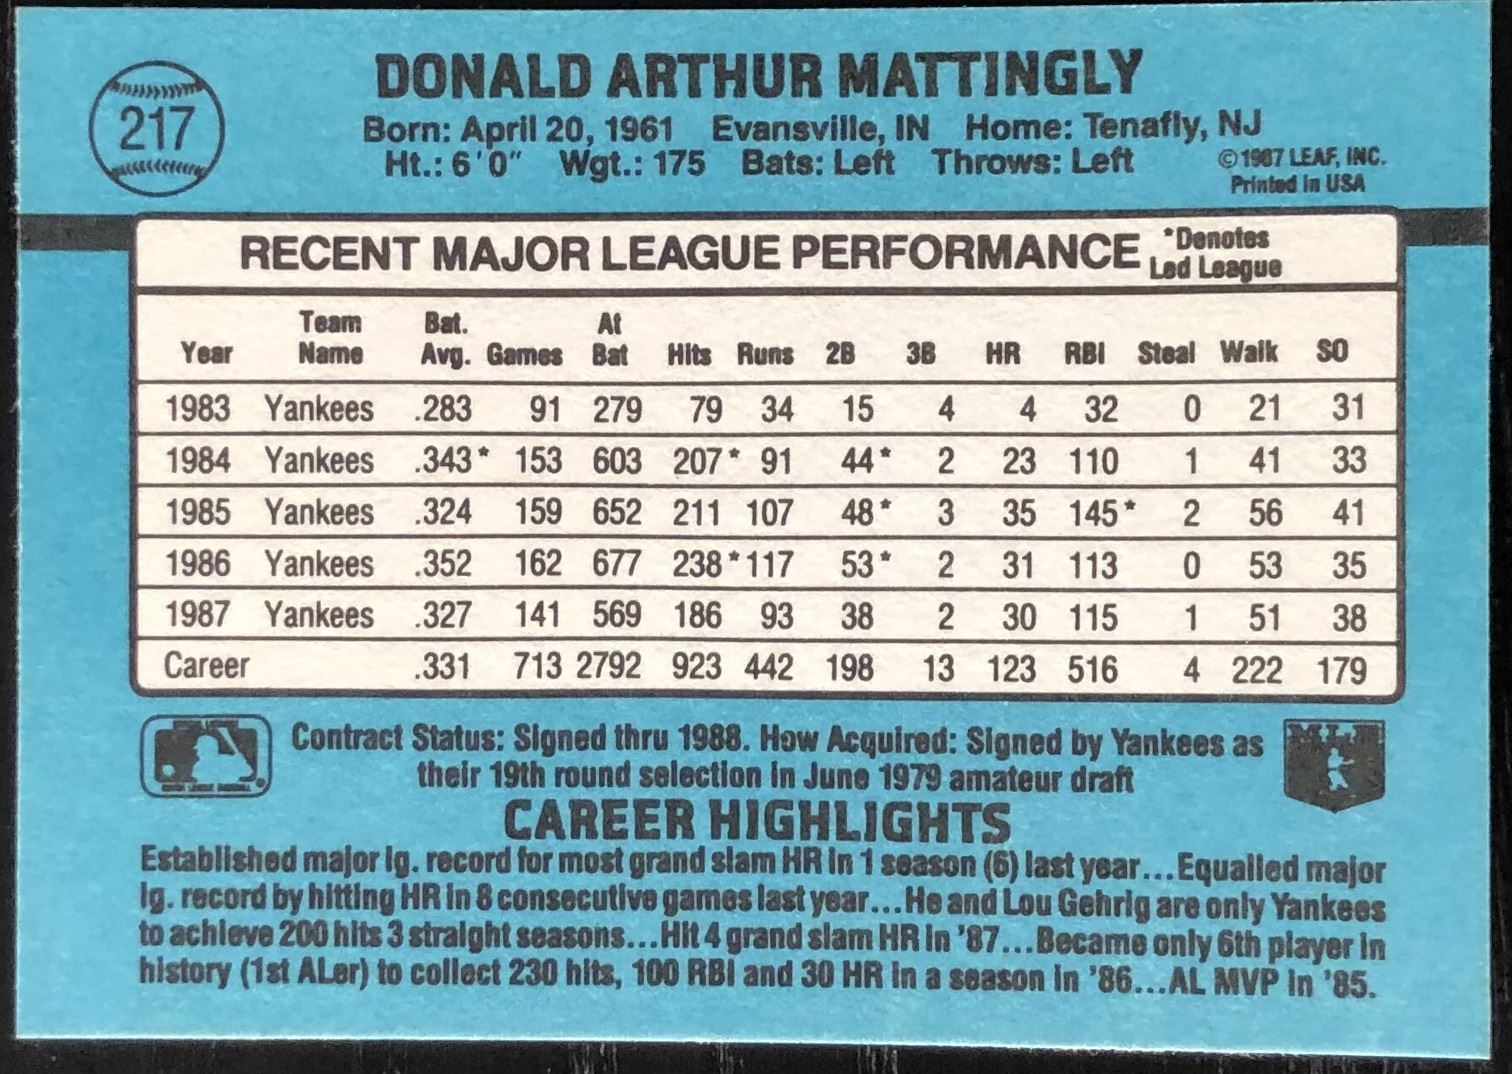 217
DONALD ARTHUR MATTINGLY
Born: April 20, 1961 Evansville, IN Home: Tenafly, NJ
Ht.: 6'0" Wgt.: 175 Bats: Left Throws: Left
©1987 LEAF, INC.
Printed in USA
RECENT MAJOR LEAGUE PERFORMANCE *Denotes Led League
Year Team Name Bat. Avg. Games At Bat Hits Runs 2B 3B HR RBI Steal Walk SO
1983 Yankees .283 91 279 79 34 15 4 4 32 0 21 31
1984 Yankees .343* 153 603 207* 91 44* 2 23 110 1 41 33
1985 Yankees .324 159 652 211 107 48* 3 35 145* 2 56 41
1986 Yankees .352 162 677 238* 117 53* 2 31 113 0 53 35
1987 Yankees .327 141 569 186 93 38 2 30 115 1 51 38
Career .331 713 2792 923 442 198 13 123 516 4 222 179
Contract Status: Signed thru 1988. How Acquired: Signed by Yankees as
their 19th round selection in June 1979 amateur draft
CAREER HIGHLIGHTS
Established major lg. record for most grand slam HR in 1 season (6) last year...Equalled major
lg. record by hitting HR in 8 consecutive games last year...He and Lou Gehrig are only Yankees
to achieve 200 hits 3 straight seasons...Hit 4 grand slam HR in '87...Became only 6th player in
history (1st ALer) to collect 230 hits, 100 RBI and 30 HR in a season in '86...AL MVP in '85.